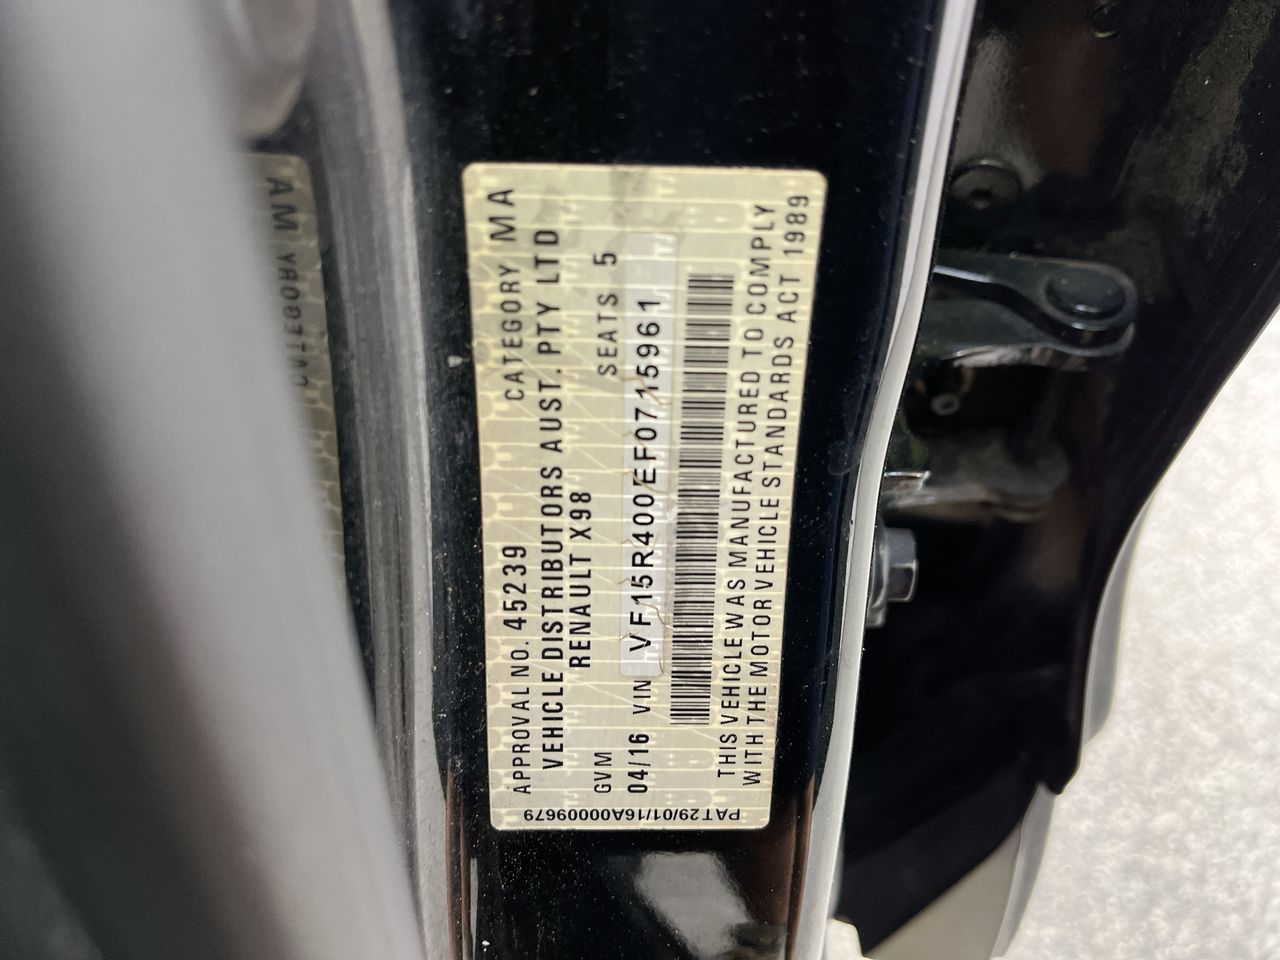 APPROVAL NO. 45239 CATEGORY MA
VEHICLE DISTRIBUTORS AUST. PTY LTD
RENAULT X98
GVM SEATS 5
04/16 VIN VF15R400EF0715961
THIS VEHICLE WAS MANUFACTURED TO COMPLY
WITH THE MOTOR VEHICLE STANDARDS ACT 1989
PAT29/01/16A00009679